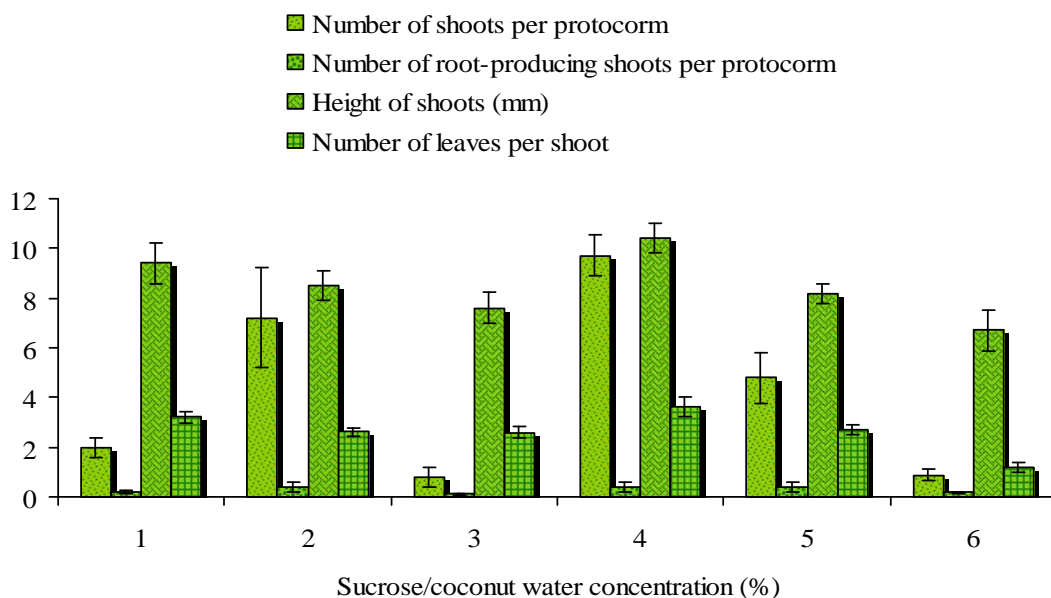 Number of shoots per protocorm
Number of root-producing shoots per protocorm
Height of shoots (mm)
Number of leaves per shoot
12
10
8
6
4
2
0
1 2 3 4 5 6
Sucrose/coconut water concentration (%)